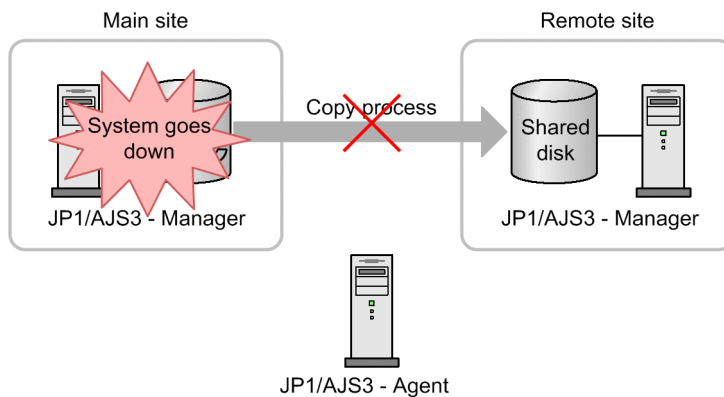 Main site
Remote site
System goes
down
Copy process
Shared
disk
JP1/AJS3 - Manager
JP1/AJS3 - Manager
JP1/AJS3 - Agent